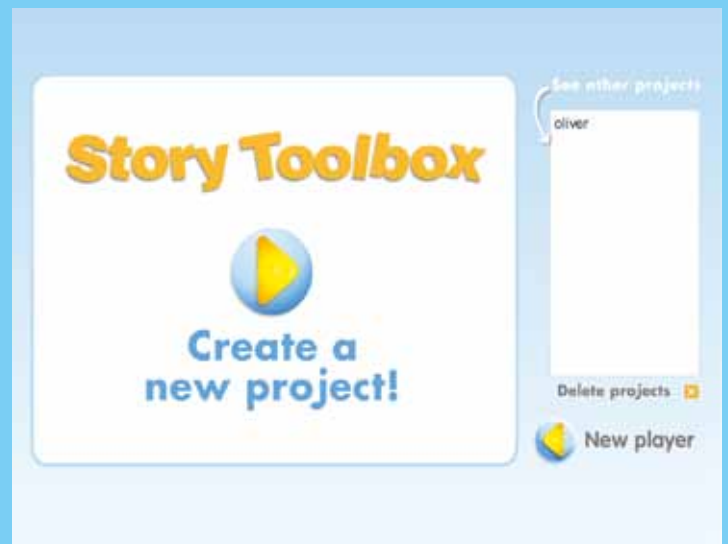 Story Toolbox
Create a
new project!
See other projects
oliver
Delete projects
New player